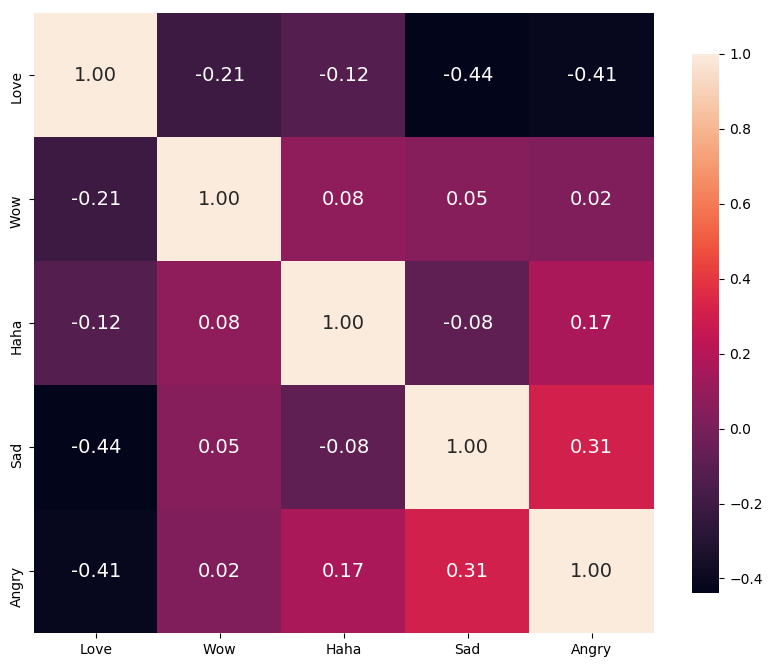 Love 1.00 -0.21 -0.12 -0.44 -0.41
Wow -0.21 1.00 0.08 0.05 0.02
Haha -0.12 0.08 1.00 -0.08 0.17
Sad -0.44 0.05 -0.08 1.00 0.31
Angry -0.41 0.02 0.17 0.31 1.00
Love Wow Haha Sad Angry
1.0
0.8
0.6
0.4
0.2
0.0
−0.2
−0.4